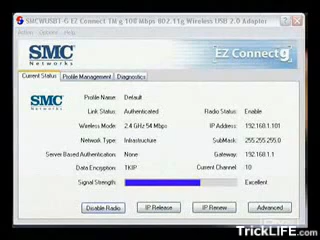 SMCWUSBT-G EZ Connect TM g 108 Mbps 802.11g Wireless USB 2.0 Adapter
Action Options Help
SMC
Networks
EZ Connect g
Current Status Profile Management Diagnostics
SMC
Networks
Profile Name: Default
Link Status: Authenticated Radio Status: Enable
Wireless Mode: 2.4 GHz 54 Mbps IP Address: 192.168.1.101
Network Type: Infrastructure SubMask: 255.255.255.0
Server Based Authentication: None Gateway: 192.168.1.1
Data Encryption: TKIP Current Channel: 10
Signal Strength: Excellent
Disable Radio IP Release IP Renew Advanced
TrickLIFE.com